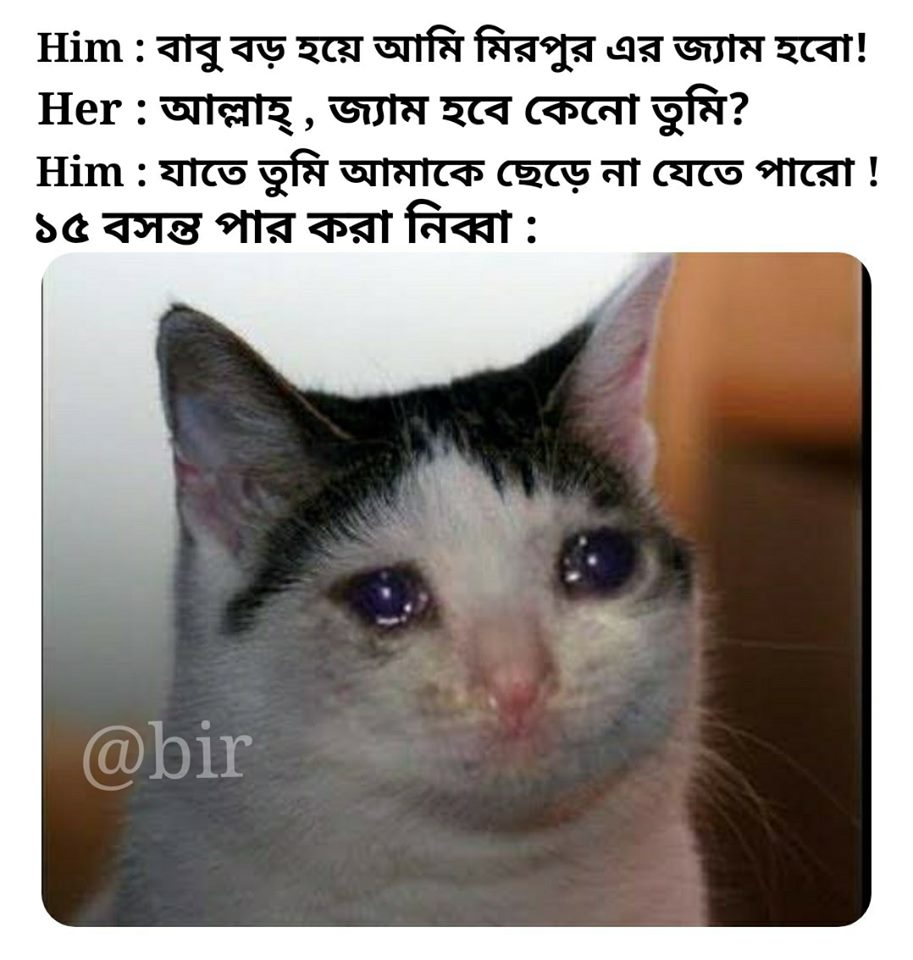 Him : বাবু বড় হয়ে আমি মিরপুর এর জ্যাম হবো!
Her : আল্লাহ্ , জ্যাম হবে কেনো তুমি?
Him : যাতে তুমি আমাকে ছেড়ে না যেতে পারো !
১৫ বসন্ত পার করা নিব্বা :
@bir